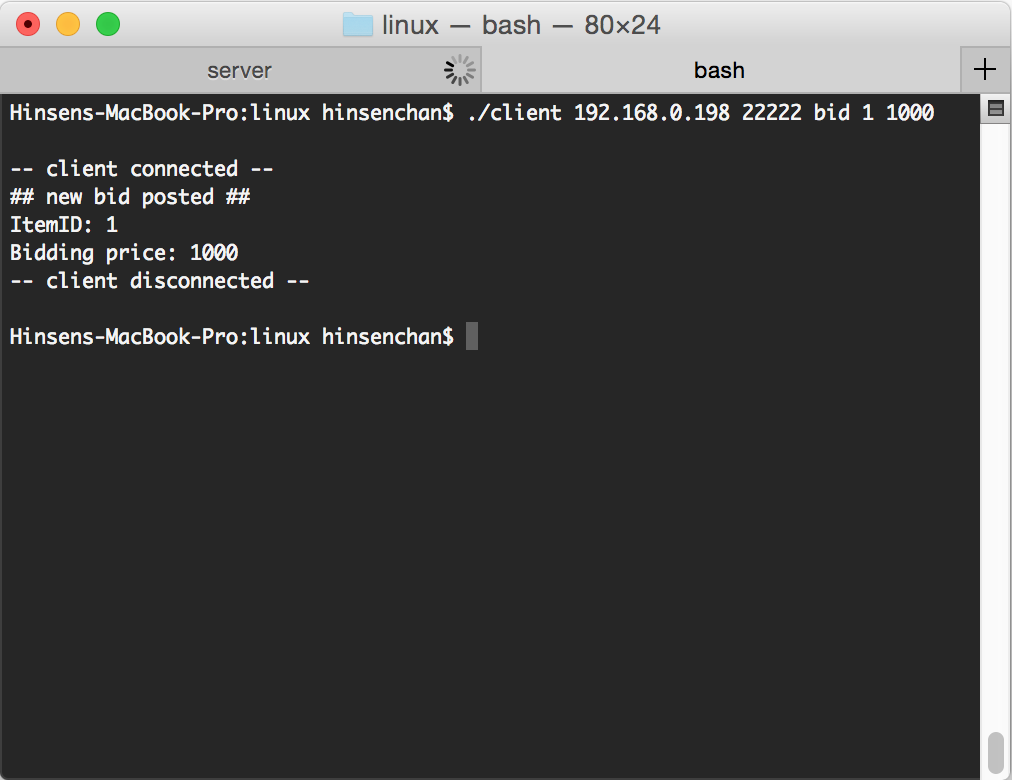 linux — bash — 80×24
server
bash
Hinsens-MacBook-Pro:linux hinsenchan$ ./client 192.168.0.198 22222 bid 1 1000
-- client connected --
## new bid posted ##
ItemID: 1
Bidding price: 1000
-- client disconnected --
Hinsens-MacBook-Pro:linux hinsenchan$